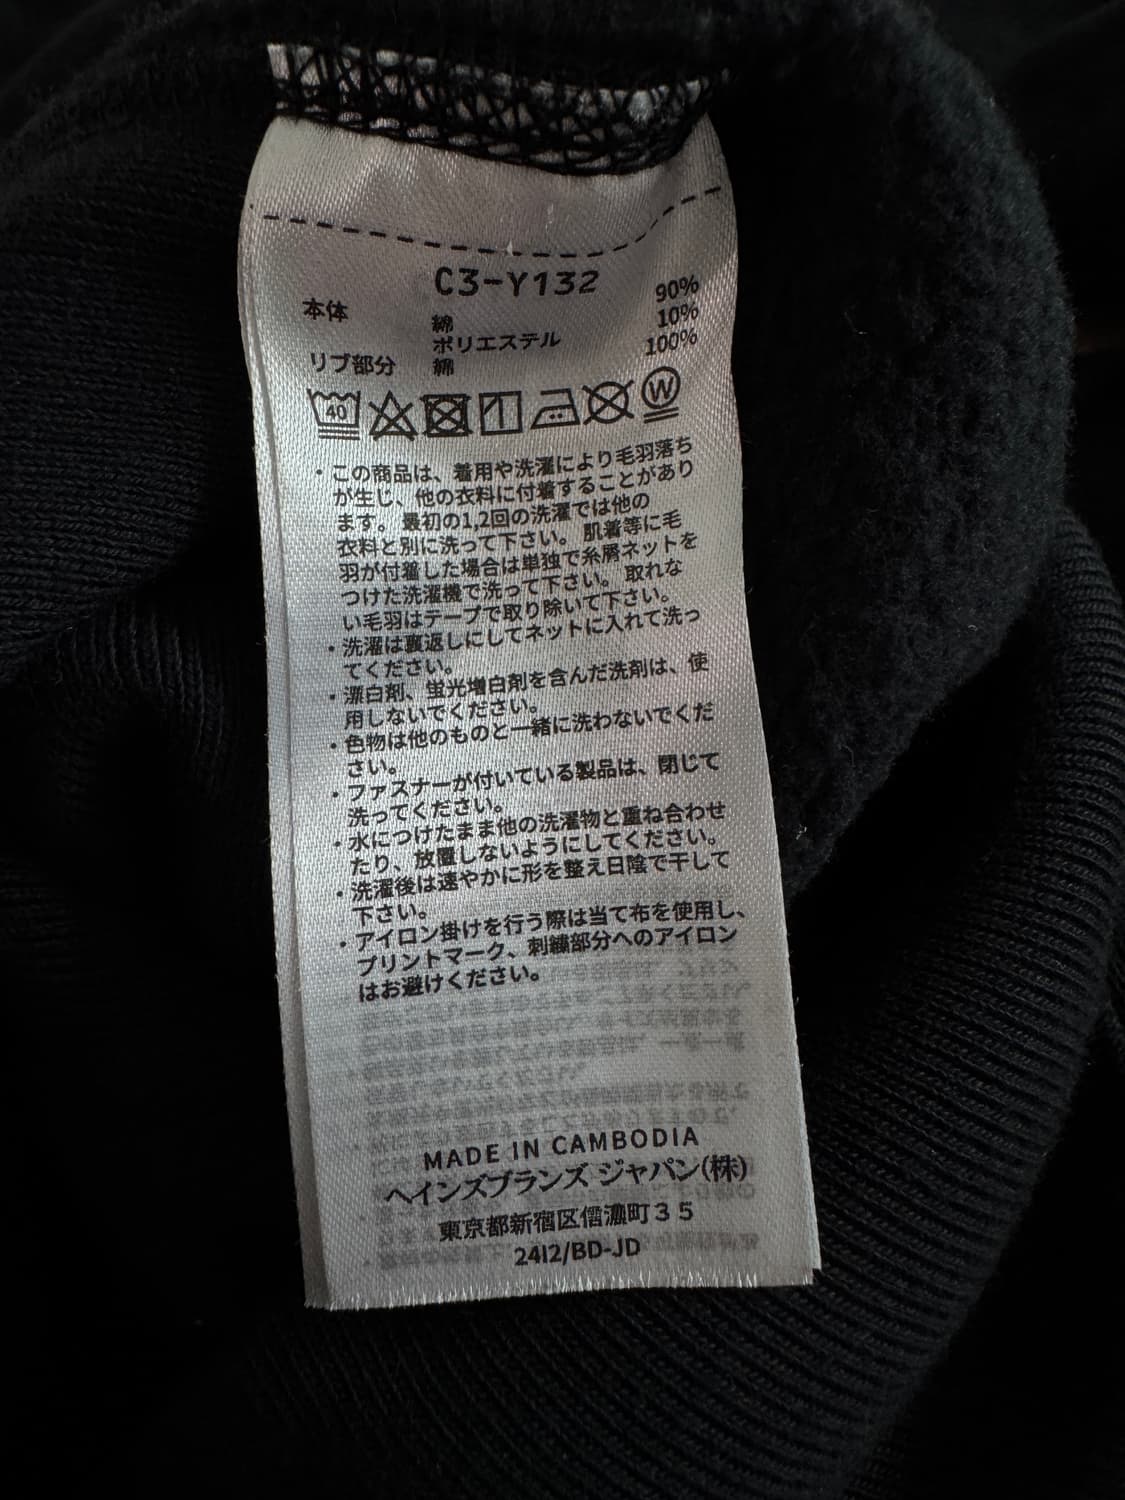 C3-Y132
本体 綿 90%
ポリエステル 10%
リブ部分 綿 100%
40 W
・この商品は、着用や洗濯により毛羽落ち
が生じ、他の衣料に付着することがあり
ます。最初の1,2回の洗濯では他の
衣料と別に洗って下さい。肌着等に毛
羽が付着した場合は単独で糸屑ネットを
つけた洗濯機で洗って下さい。取れな
い毛羽はテープで取り除いて下さい。
・洗濯は裏返しにしてネットに入れて洗っ
てください。
・漂白剤、蛍光増白剤を含んだ洗剤は、使
用しないでください。
・色物は他のものと一緒に洗わないでくだ
さい。
・ファスナーが付いている製品は、閉じて
洗ってください。
・水につけたまま他の洗濯物と重ね合わせ
たり、放置しないようにしてください。
・洗濯後は速やかに形を整え日陰で干して
下さい。
・アイロン掛けを行う際は当て布を使用し、
プリントマーク、刺繍部分へのアイロン
はお避けください。
MADE IN CAMBODIA
ヘインズブランズ ジャパン(株)
東京都新宿区信濃町35
2412/BD-JD